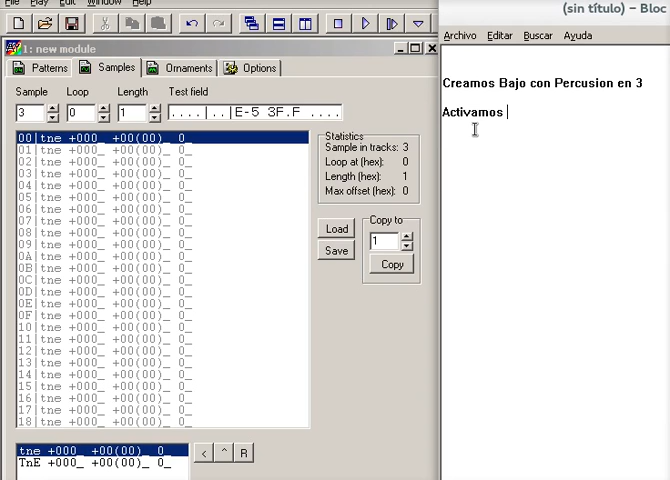 File Play Edit Window Help
1: new module
Patterns Samples Ornaments Options
Sample Loop Length Test field
3 0 1 ....|..|E-5 3F.F ....
00|tne +000_ +00(00)_ 0_
01|tne +000_ +00(00)_ 0_
02|tne +000_ +00(00)_ 0_
03|tne +000_ +00(00)_ 0_
04|tne +000_ +00(00)_ 0_
05|tne +000_ +00(00)_ 0_
06|tne +000_ +00(00)_ 0_
07|tne +000_ +00(00)_ 0_
08|tne +000_ +00(00)_ 0_
09|tne +000_ +00(00)_ 0_
0A|tne +000_ +00(00)_ 0_
0B|tne +000_ +00(00)_ 0_
0C|tne +000_ +00(00)_ 0_
0D|tne +000_ +00(00)_ 0_
0E|tne +000_ +00(00)_ 0_
0F|tne +000_ +00(00)_ 0_
10|tne +000_ +00(00)_ 0_
11|tne +000_ +00(00)_ 0_
12|tne +000_ +00(00)_ 0_
13|tne +000_ +00(00)_ 0_
14|tne +000_ +00(00)_ 0_
15|tne +000_ +00(00)_ 0_
16|tne +000_ +00(00)_ 0_
17|tne +000_ +00(00)_ 0_
18|tne +000_ +00(00)_ 0_
tne +000_ +00(00)_ 0_
TnE +000_ +00(00)_ 0_
< ^ R
Statistics
Sample in tracks: 3
Loop at (hex): 0
Length (hex): 1
Max offset (hex): 0
Load
Save
Copy to
1
Copy
(sin título) – Bloc
Archivo Editar Buscar Ayuda
Creamos Bajo con Percusion en 3
Activamos